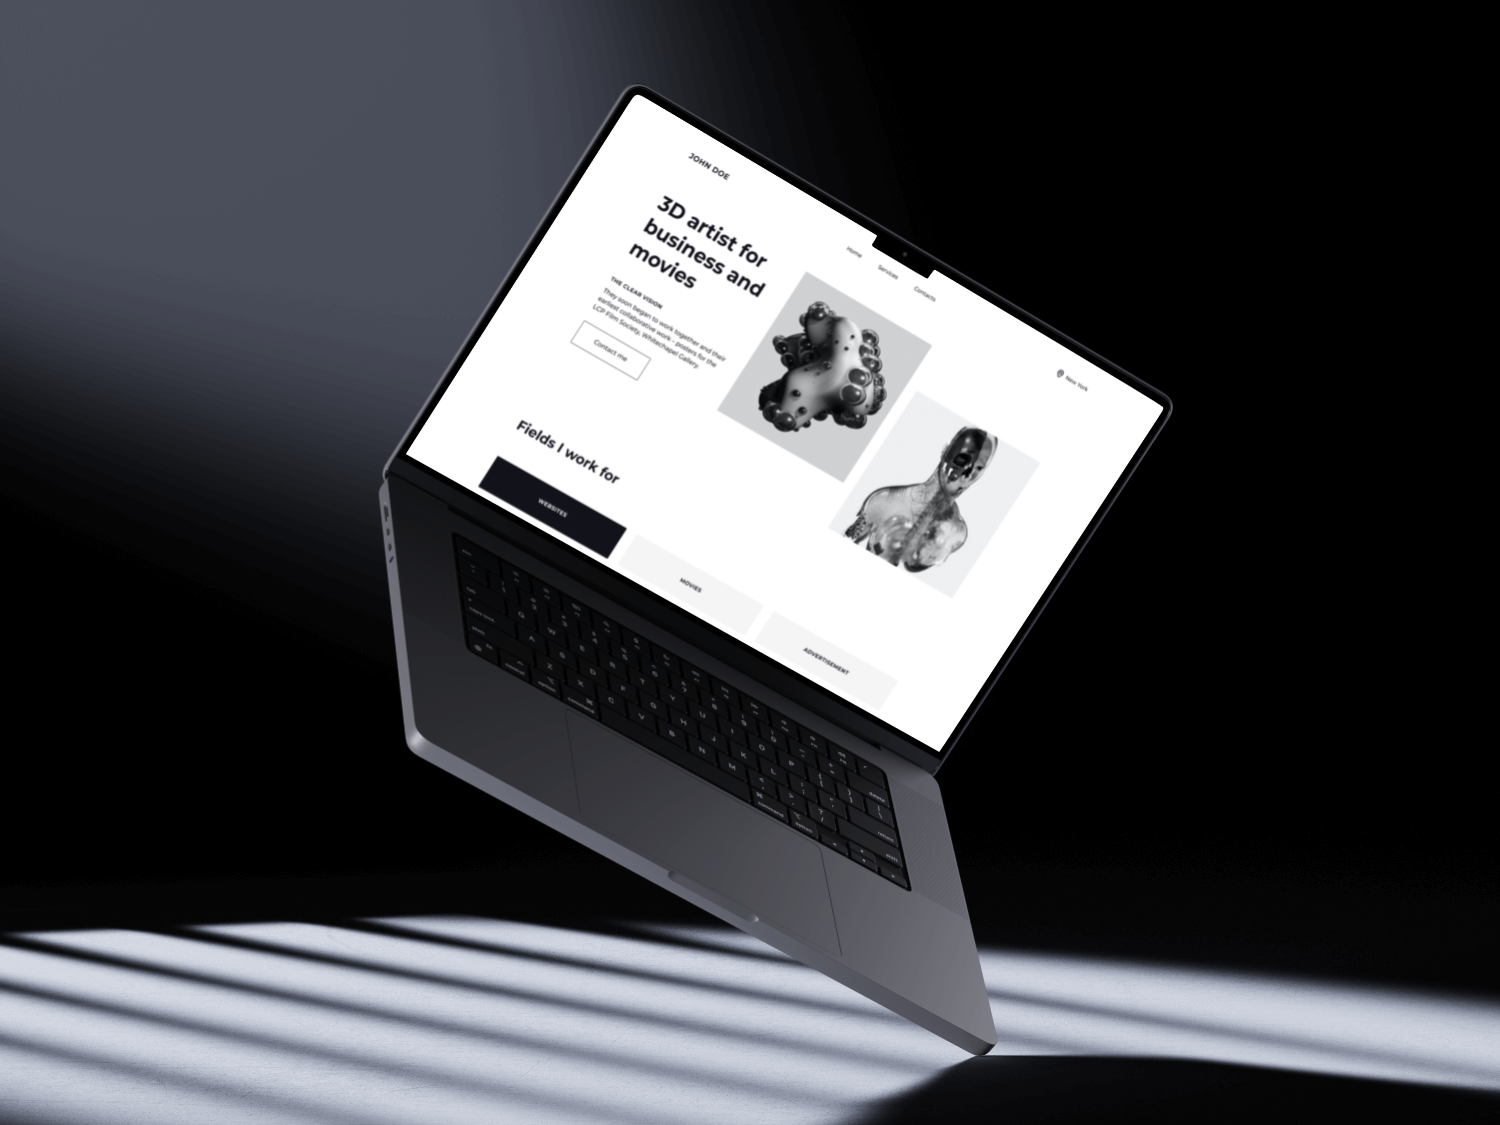 JOHN DOE
Home
Services
Contacts
New York
3D artist for
business and
movies
THE CLEAR VISION
They soon began to work together and their
earliest collaborative work - posters for the
LCP Film Society, Whitechapel Gallery.
Contact me
Fields I work for
WEBSITES
MOVIES
ADVERTISEMENT
Q W E R T Y U I O P
A S D F G H J K L
Z X C V B N M
command
option